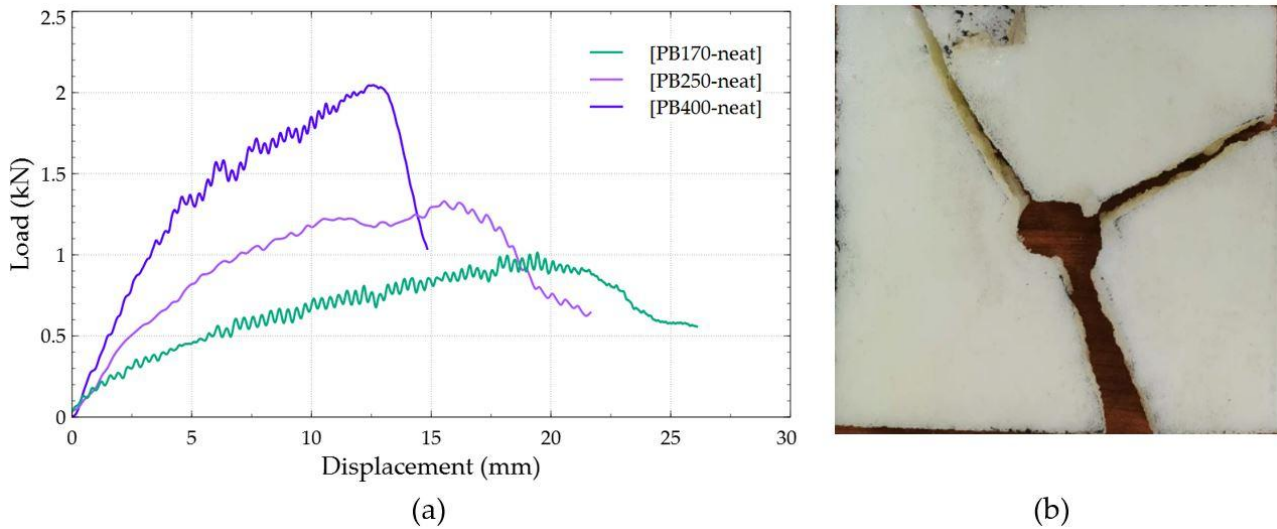 2.5
2
1.5
1
0.5
0
Load (kN)
[PB170-neat]
[PB250-neat]
[PB400-neat]
0 5 10 15 20 25 30
Displacement (mm)
(a) (b)